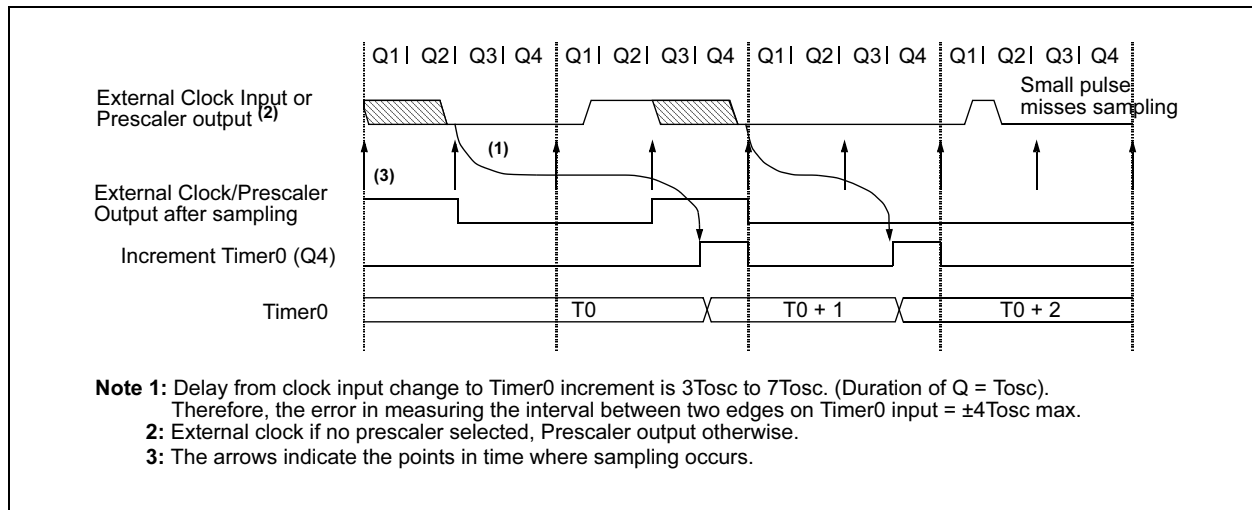 Q1| Q2| Q3| Q4 Q1| Q2| Q3| Q4 Q1| Q2| Q3| Q4 Q1| Q2| Q3| Q4
External Clock Input or
Prescaler output (2)
Small pulse
misses sampling
(1)
(3)
External Clock/Prescaler
Output after sampling
Increment Timer0 (Q4)
Timer0
T0
T0 + 1
T0 + 2
Note 1: Delay from clock input change to Timer0 increment is 3Tosc to 7Tosc. (Duration of Q = Tosc).
Therefore, the error in measuring the interval between two edges on Timer0 input = ±4Tosc max.
2: External clock if no prescaler selected, Prescaler output otherwise.
3: The arrows indicate the points in time where sampling occurs.